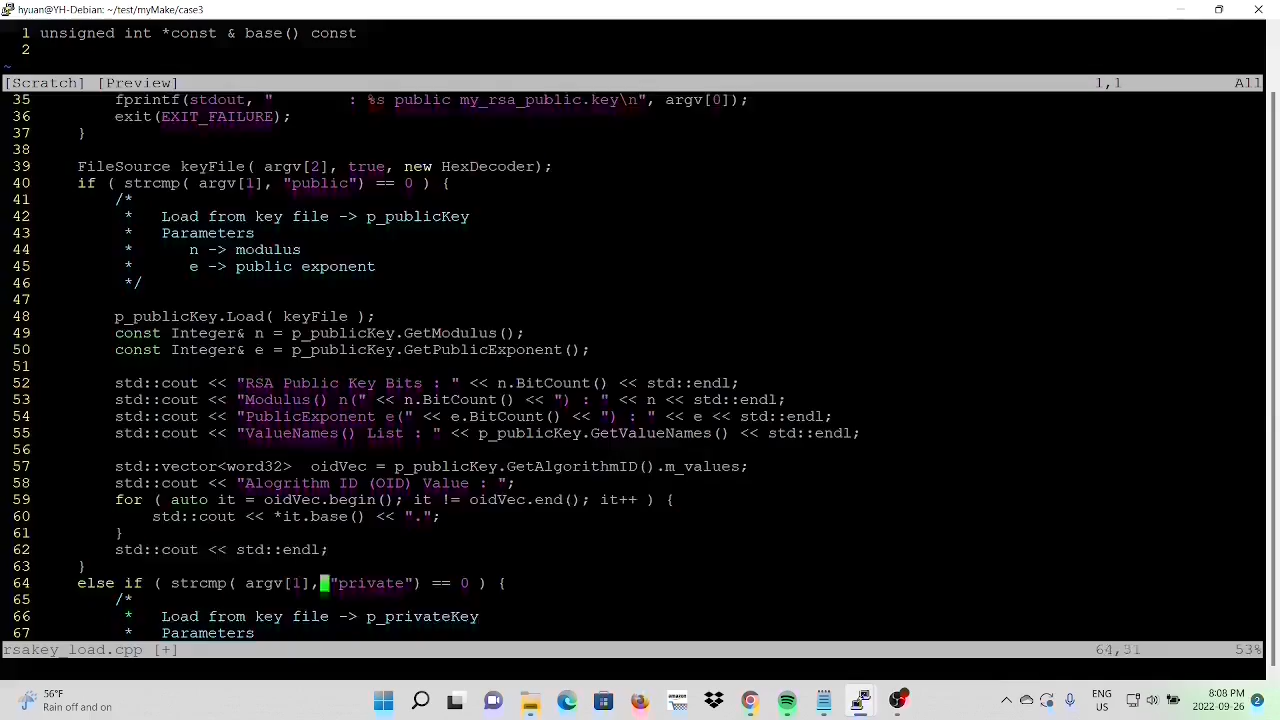 hyuan@YH-Debian: ~/test/myMake/case3
1 unsigned int *const & base() const
2
~
[Scratch] [Preview] 1,1 All
35 fprintf(stdout, " : %s public my_rsa_public.key\n", argv[0]);
36 exit(EXIT_FAILURE);
37 }
38
39 FileSource keyFile( argv[2], true, new HexDecoder);
40 if ( strcmp( argv[1], "public") == 0 ) {
41 /*
42 * Load from key file -> p_publicKey
43 * Parameters
44 * n -> modulus
45 * e -> public exponent
46 */
47
48 p_publicKey.Load( keyFile );
49 const Integer& n = p_publicKey.GetModulus();
50 const Integer& e = p_publicKey.GetPublicExponent();
51
52 std::cout << "RSA Public Key Bits : " << n.BitCount() << std::endl;
53 std::cout << "Modulus() n(" << n.BitCount() << ") : " << n << std::endl;
54 std::cout << "PublicExponent e(" << e.BitCount() << ") : " << e << std::endl;
55 std::cout << "ValueNames() List : " << p_publicKey.GetValueNames() << std::endl;
56
57 std::vector<word32> oidVec = p_publicKey.GetAlgorithmID().m_values;
58 std::cout << "Alogrithm ID (OID) Value : ";
59 for ( auto it = oidVec.begin(); it != oidVec.end(); it++ ) {
60 std::cout << *it.base() << ".";
61 }
62 std::cout << std::endl;
63 }
64 else if ( strcmp( argv[1], "private") == 0 ) {
65 /*
66 * Load from key file -> p_privateKey
67 * Parameters
rsakey_load.cpp [+] 64,31 53%
56°F
Rain off and on
amazon
ENG
US
8:08 PM
2022-09-26
2